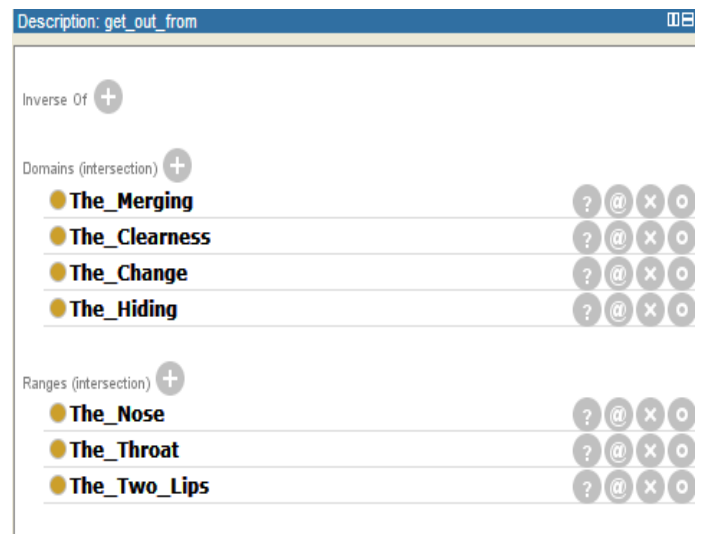 Description: get_out_from
Inverse Of
Domains (intersection)
The_Merging ? @ X O
The_Clearness ? @ X O
The_Change ? @ X O
The_Hiding ? @ X O
Ranges (intersection)
The_Nose ? @ X O
The_Throat ? @ X O
The_Two_Lips ? @ X O